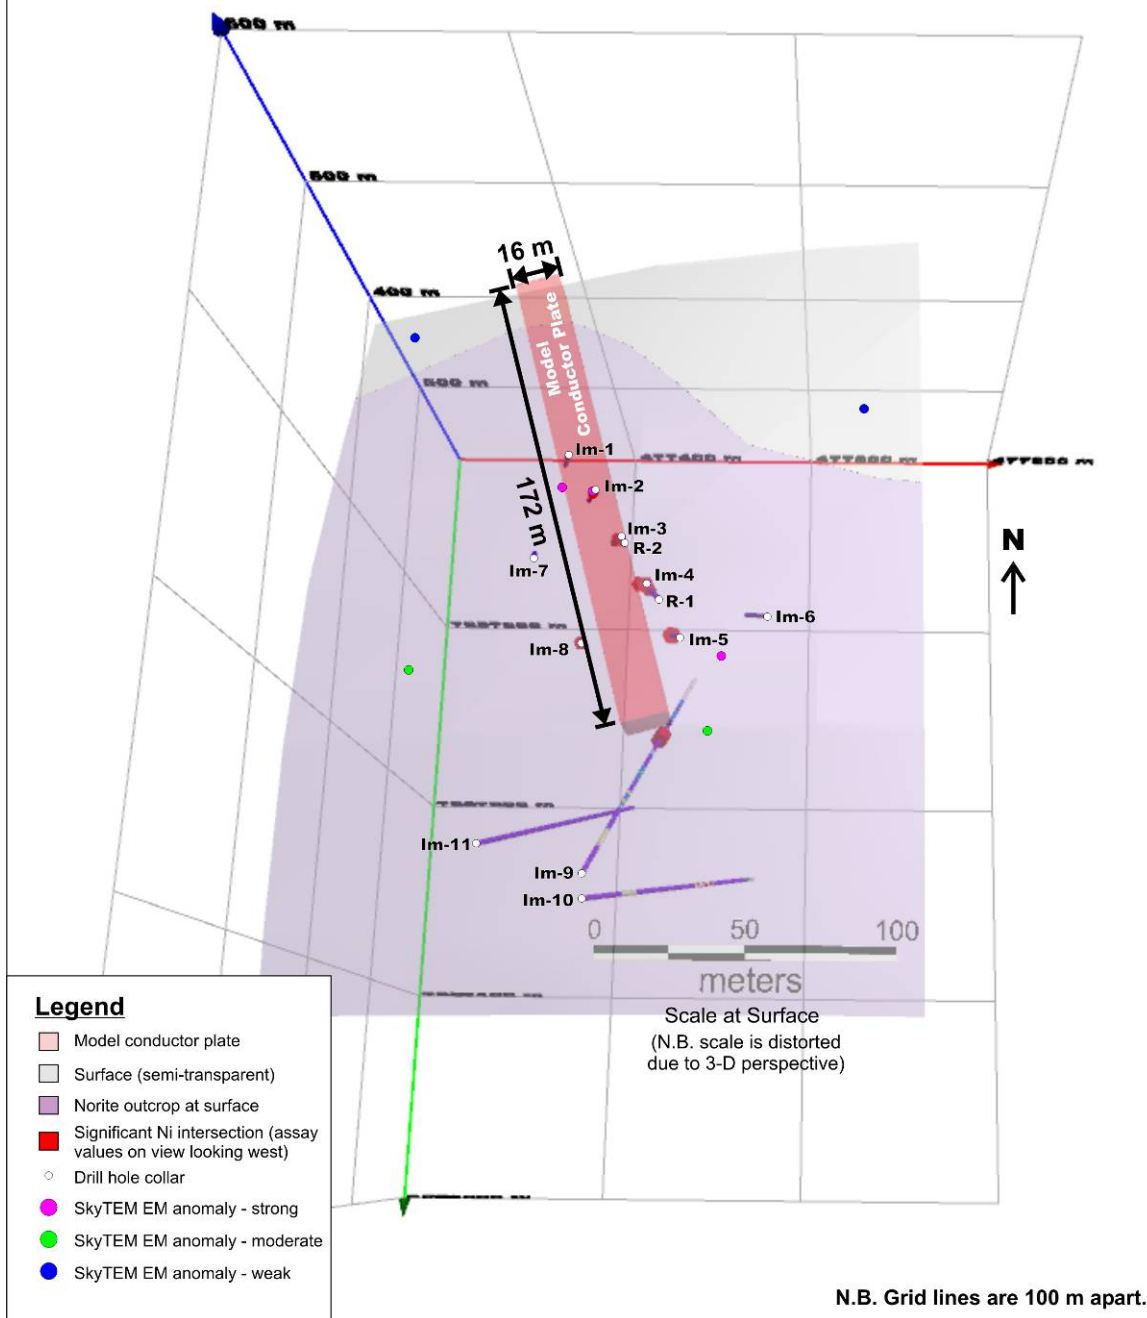 600 m
500 m
400 m
16 m
Model
Conductor Plate
172 m
Im-1
Im-2
Im-3
R-2
Im-4
R-1
Im-5
Im-6
Im-7
Im-8
N
Im-11
Im-9
Im-10
0 50 100
meters
Scale at Surface
(N.B. scale is distorted
due to 3-D perspective)
Legend
Model conductor plate
Surface (semi-transparent)
Norite outcrop at surface
Significant Ni intersection (assay
values on view looking west)
Drill hole collar
SkyTEM EM anomaly - strong
SkyTEM EM anomaly - moderate
SkyTEM EM anomaly - weak
N.B. Grid lines are 100 m apart.